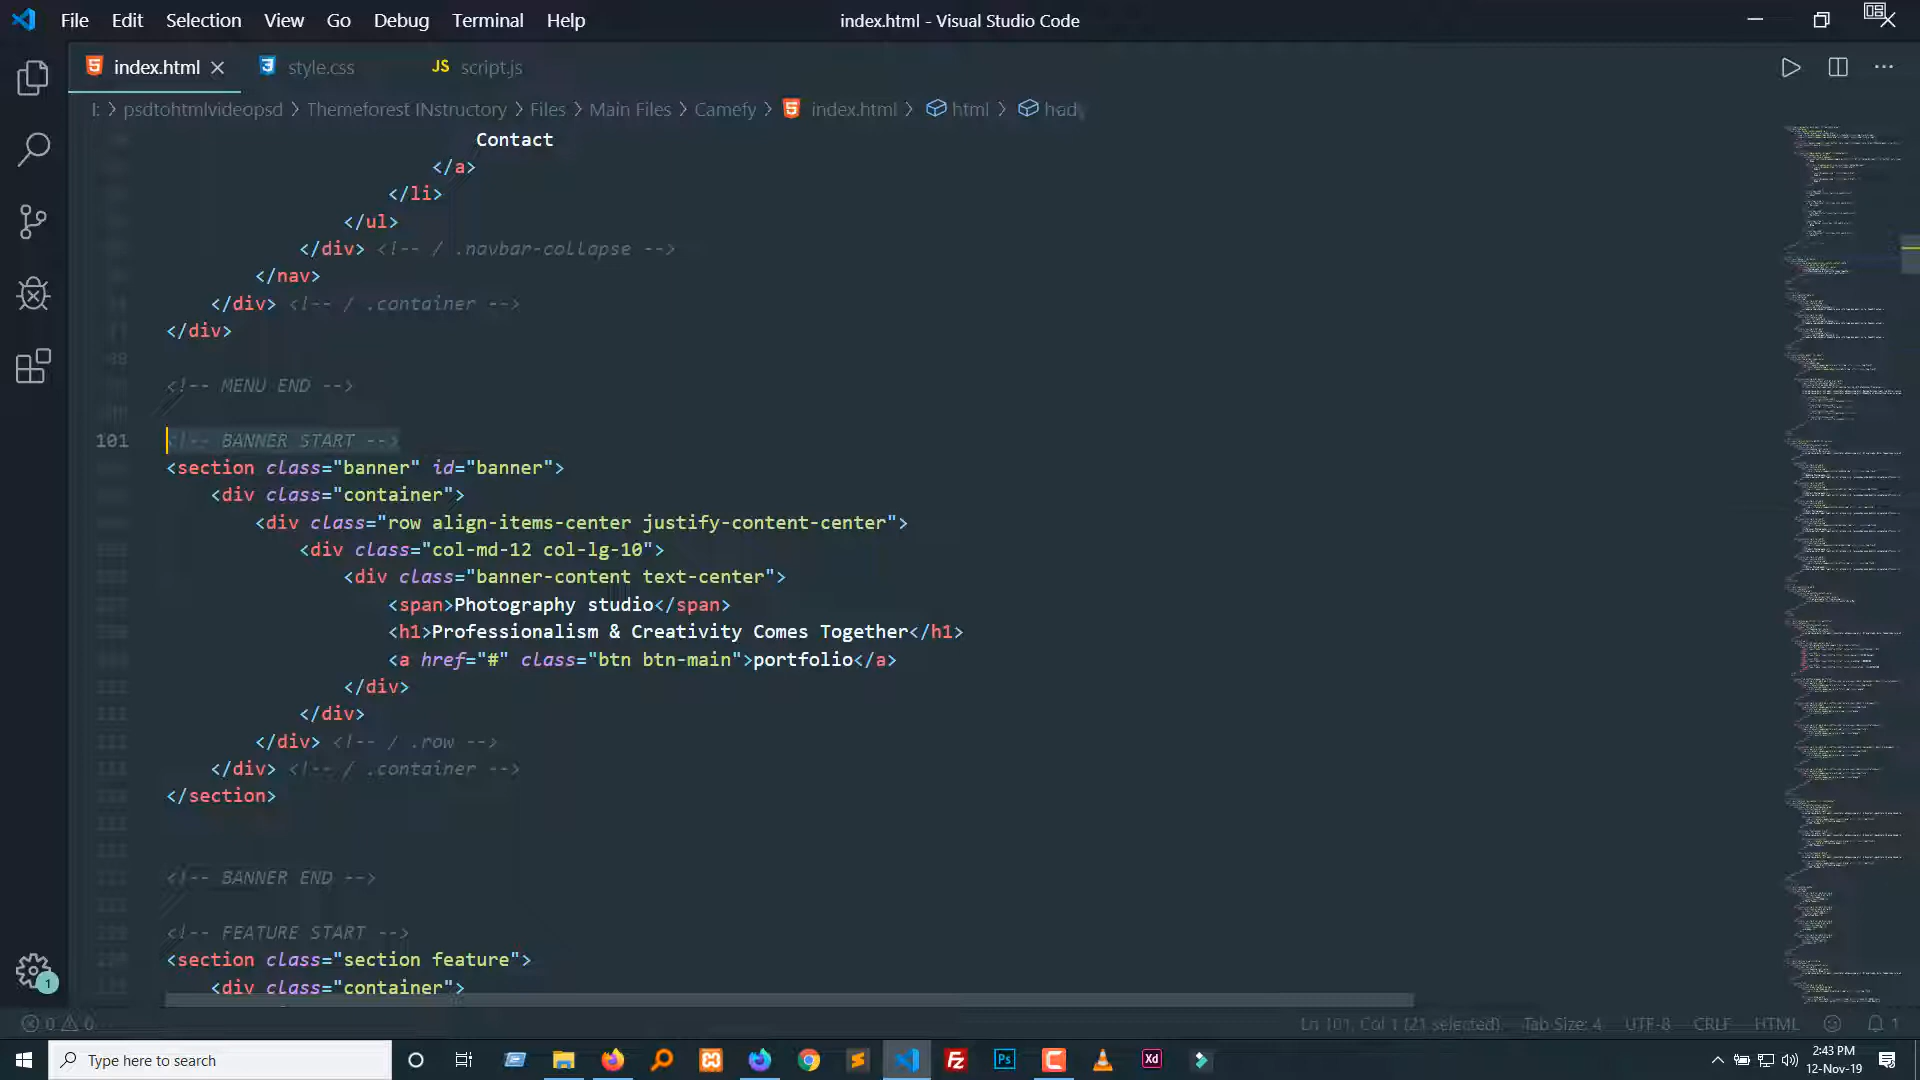 File Edit Selection View Go Debug Terminal Help
index.html - Visual Studio Code
index.html
style.css
JS script.js
I: > psdtohtmlvideopsd > Themeforest INstructory > Files > Main Files > Camefy > index.html > html >
Contact
</a>
</li>
</ul>
</div> <!-- / .navbar-collapse -->
</nav>
</div> <!-- / .container -->
</div>
<!-- MENU END -->
101 <!-- BANNER START -->
<section class="banner" id="banner">
<div class="container">
<div class="row align-items-center justify-content-center">
<div class="col-md-12 col-lg-10">
<div class="banner-content text-center">
<span>Photography studio</span>
<h1>Professionalism & Creativity Comes Together</h1>
<a href="#" class="btn btn-main">portfolio</a>
</div>
</div>
</div> <!-- / .row -->
</div> <!-- / .container -->
</section>
<!-- BANNER END -->
<!-- FEATURE START -->
<section class="section feature">
<div class="container">
1
0 0
Ln 101, Col 1 (21 selected) Tab Size: 4 UTF-8 CRLF HTML 1
Type here to search
Ps
Xd
2:43 PM
12-Nov-19